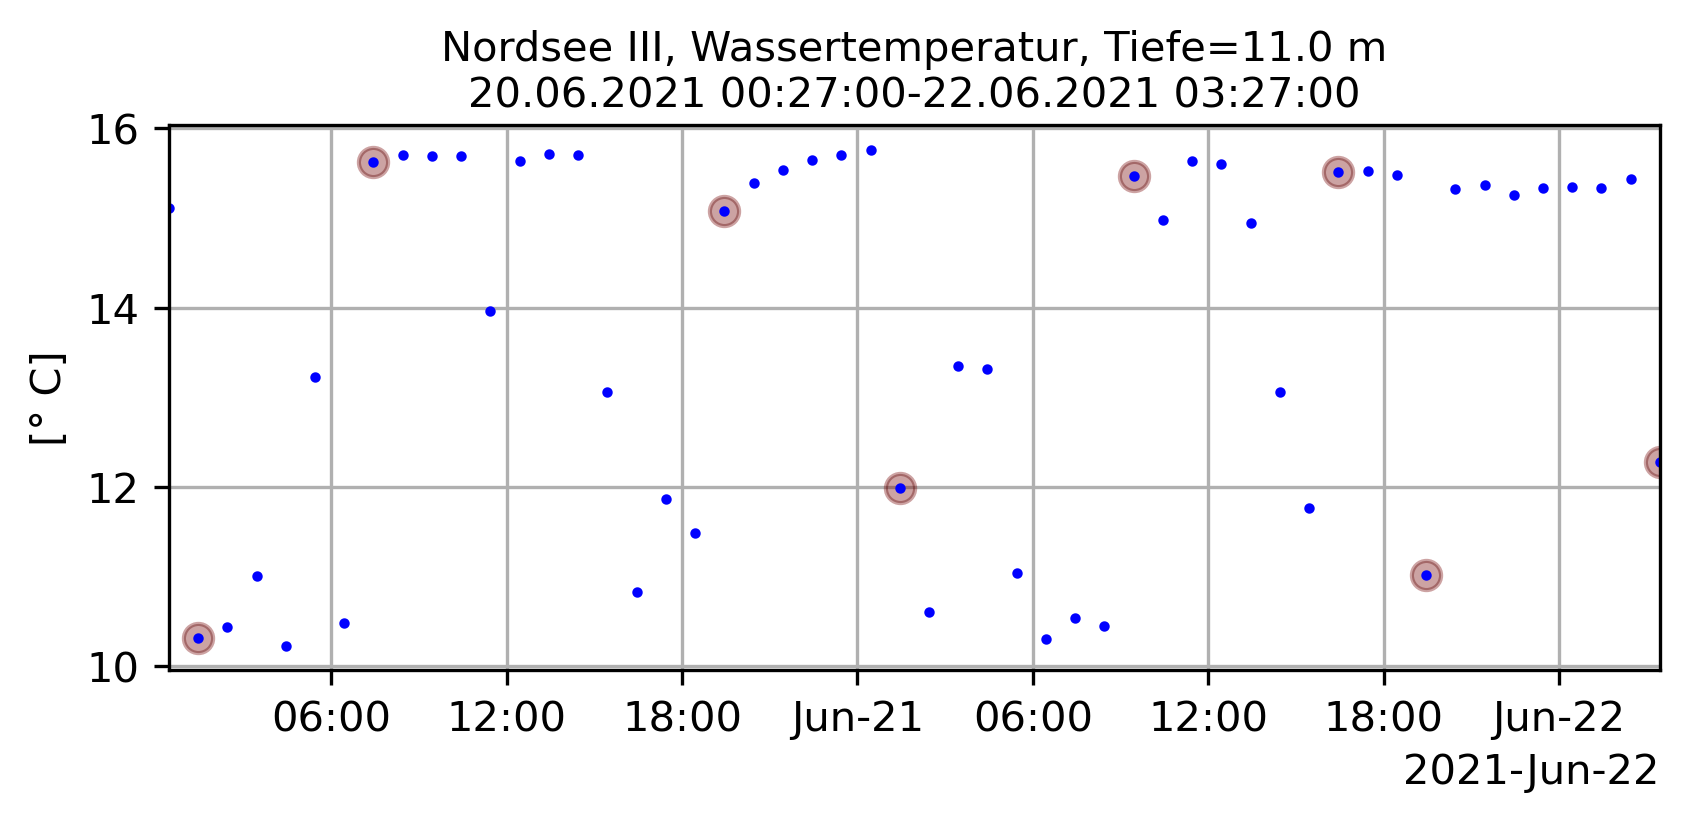 Nordsee III, Wassertemperatur, Tiefe=11.0 m
20.06.2021 00:27:00-22.06.2021 03:27:00
16
14
12
10
[° C]
06:00 12:00 18:00 Jun-21 06:00 12:00 18:00 Jun-22
2021-Jun-22